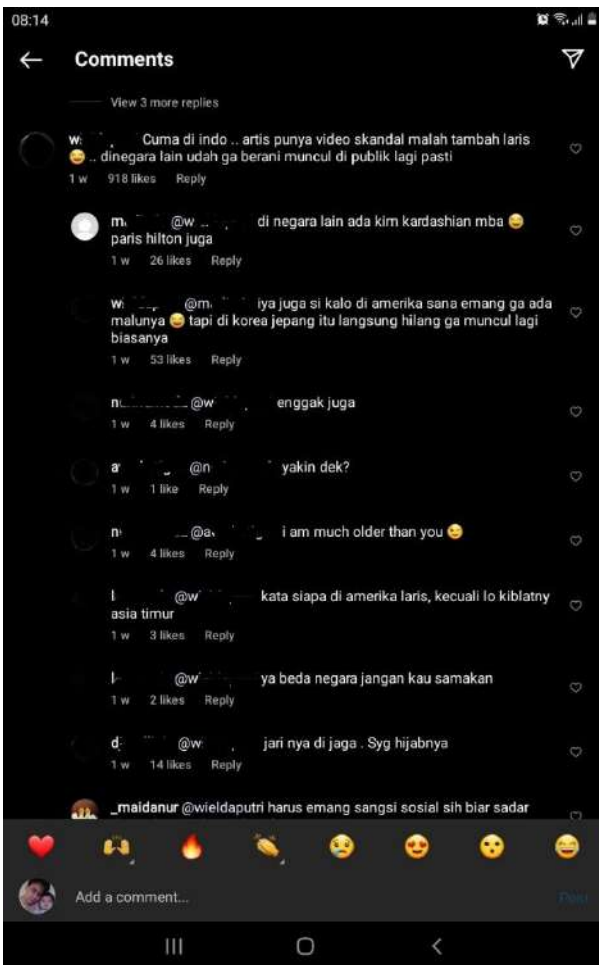 08:14
Comments
View 3 more replies
Cuma di indo .. artis punya video skandal malah tambah laris
😅 .. dinegara lain udah ga berani muncul di publik lagi pasti
1 w 918 likes Reply
di negara lain ada kim kardashian mba 😅
paris hilton juga
1 w 26 likes Reply
iya juga si kalo di amerika sana emang ga ada
malunya 😅 tapi di korea jepang itu langsung hilang ga muncul lagi
biasanya
1 w 53 likes Reply
enggak juga
1 w 4 likes Reply
yakin dek?
1 w 1 like Reply
i am much older than you 😉
1 w 4 likes Reply
kata siapa di amerika laris, kecuali lo kiblatny
asia timur
1 w 3 likes Reply
ya beda negara jangan kau samakan
1 w 2 likes Reply
jari nya di jaga . Syg hijabnya
1 w 14 likes Reply
_maidanur @wieldaputri harus emang sangsi sosial sih biar sadar
Add a comment...
Post